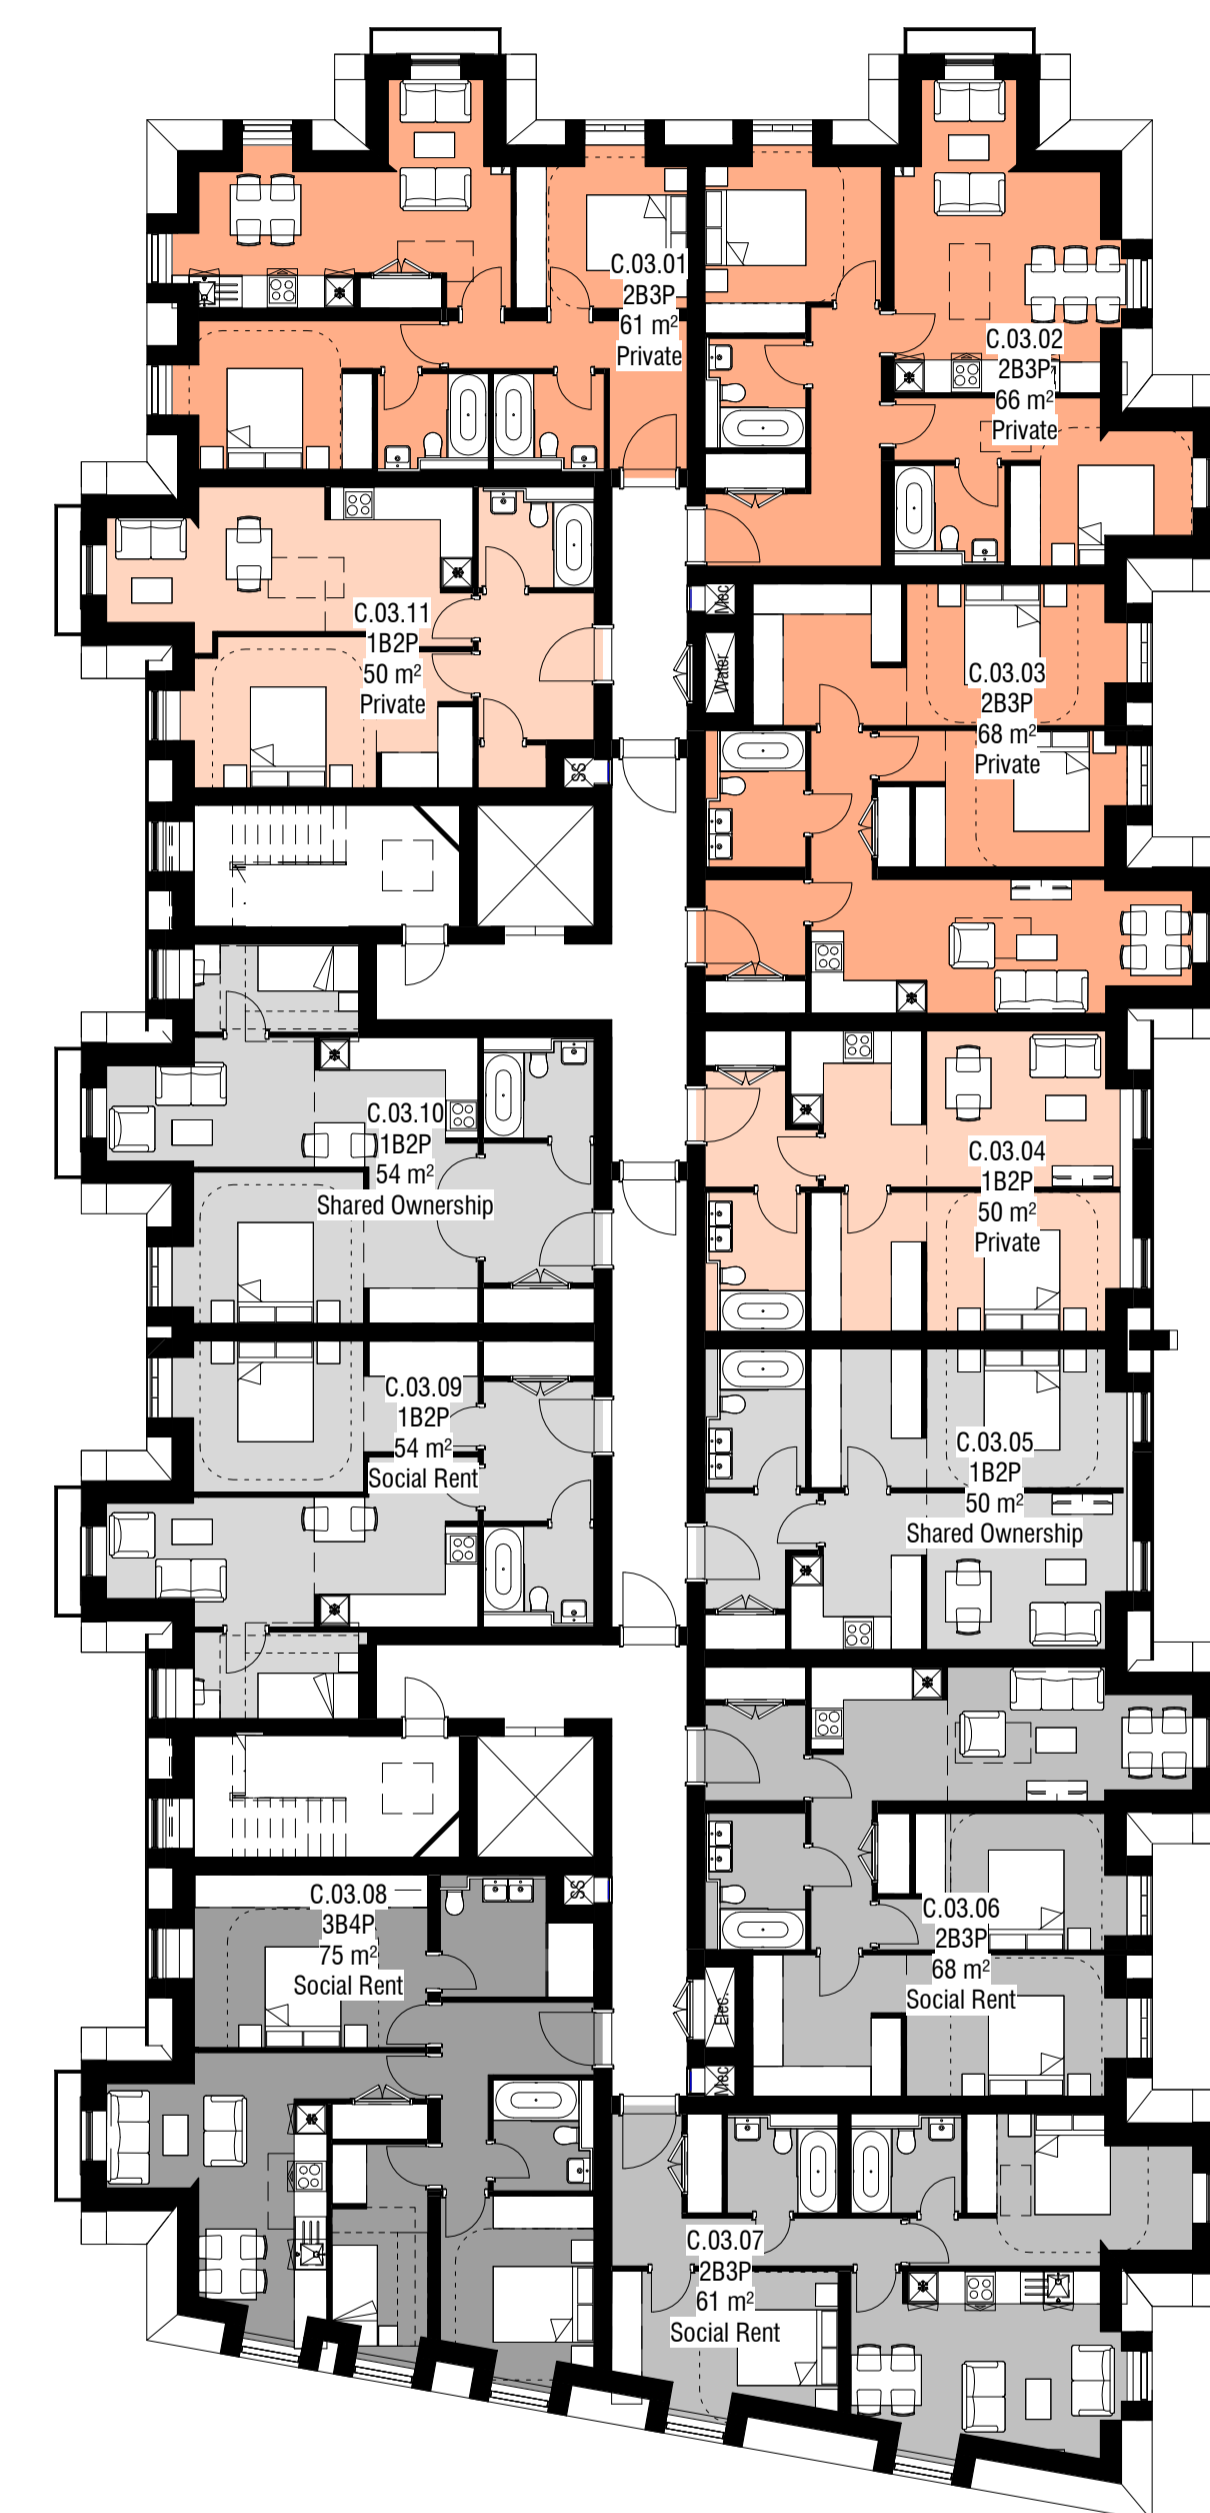 C.03.01
2B3P
61 m²
Private
C.03.02
2B3P
66 m²
Private
Mec
Water
C.03.11
1B2P
50 m²
Private
SS
C.03.03
2B3P
68 m²
Private
C.03.10
1B2P
54 m²
Shared Ownership
C.03.04
1B2P
50 m²
Private
C.03.09
1B2P
54 m²
Social Rent
C.03.05
1B2P
50 m²
Shared Ownership
C.03.08
3B4P
75 m²
Social Rent
SS
C.03.06
2B3P
68 m²
Social Rent
Elec.
Mec
C.03.07
2B3P
61 m²
Social Rent